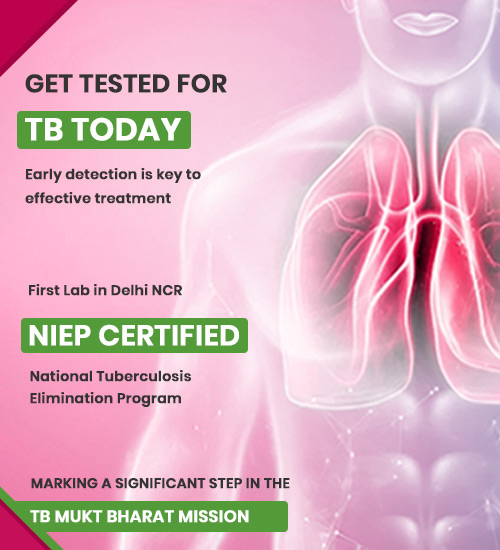 GET TESTED FOR
TB TODAY
Early detection is key to
effective treatment
First Lab in Delhi NCR
NIEP CERTIFIED
National Tuberculosis
Elimination Program
MARKING A SIGNIFICANT STEP IN THE
TB MUKT BHARAT MISSION